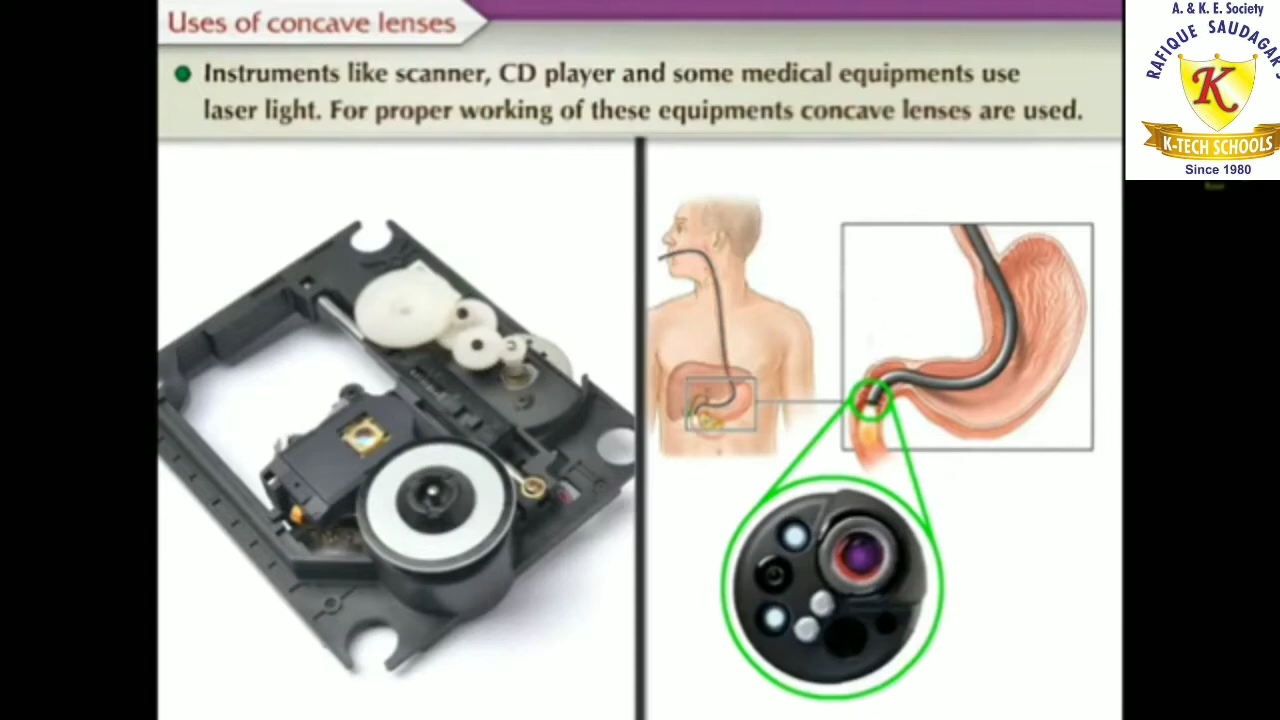 Uses of concave lenses
Instruments like scanner, CD player and some medical equipments use
laser light. For proper working of these equipments concave lenses are used.
A. & K. E. Society
RAFIQUE SAUDAGAR'S
K
K-TECH SCHOOLS
Since 1980